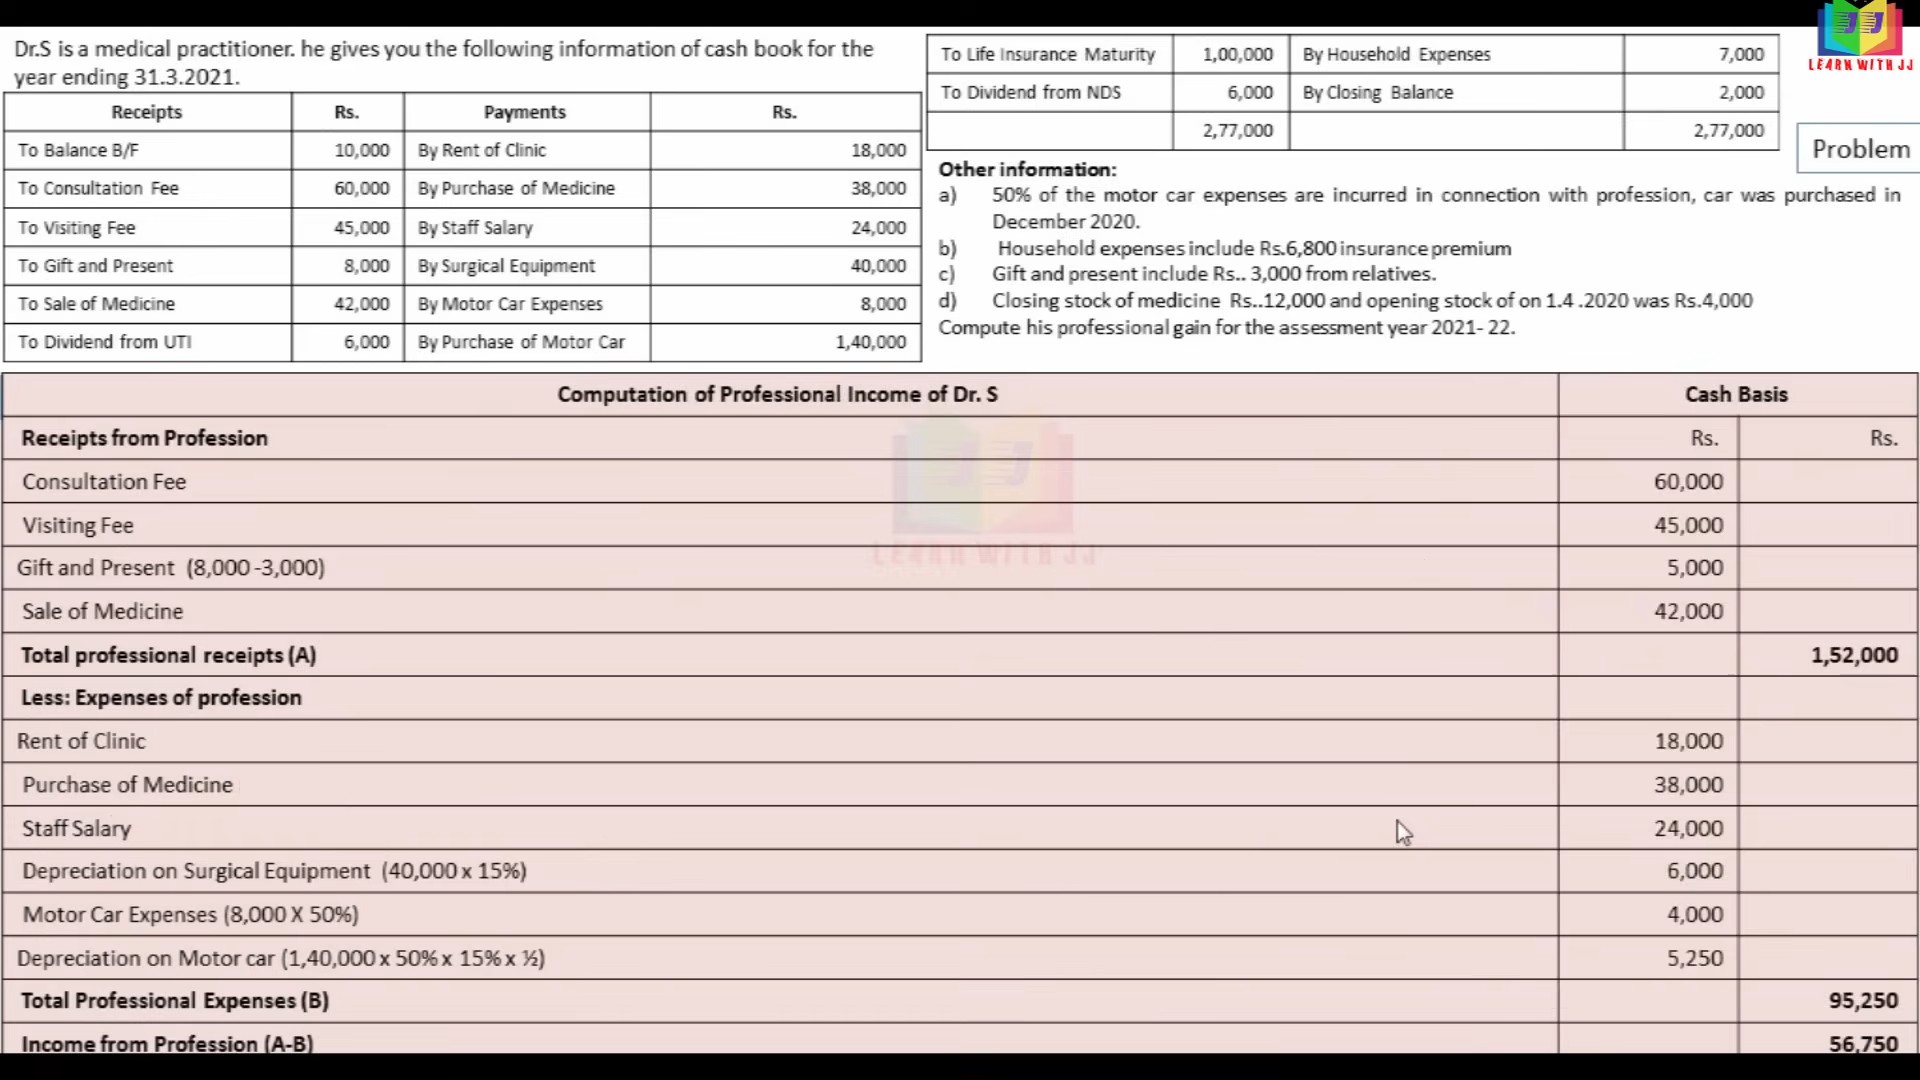 LEARN WITH JJ
Dr.S is a medical practitioner. he gives you the following information of cash book for the
year ending 31.3.2021.
Receipts Rs. Payments Rs.
To Balance B/F 10,000 By Rent of Clinic 18,000
To Consultation Fee 60,000 By Purchase of Medicine 38,000
To Visiting Fee 45,000 By Staff Salary 24,000
To Gift and Present 8,000 By Surgical Equipment 40,000
To Sale of Medicine 42,000 By Motor Car Expenses 8,000
To Dividend from UTI 6,000 By Purchase of Motor Car 1,40,000
To Life Insurance Maturity 1,00,000 By Household Expenses 7,000
To Dividend from NDS 6,000 By Closing Balance 2,000
2,77,000 2,77,000
Problem
Other information:
a) 50% of the motor car expenses are incurred in connection with profession, car was purchased in
December 2020.
b) Household expenses include Rs.6,800 insurance premium
c) Gift and present include Rs.. 3,000 from relatives.
d) Closing stock of medicine Rs..12,000 and opening stock of on 1.4 .2020 was Rs.4,000
Compute his professional gain for the assessment year 2021- 22.
Computation of Professional Income of Dr. S Cash Basis
Receipts from Profession Rs. Rs.
Consultation Fee 60,000
Visiting Fee 45,000
Gift and Present (8,000 -3,000) 5,000
Sale of Medicine 42,000
Total professional receipts (A) 1,52,000
Less: Expenses of profession
Rent of Clinic 18,000
Purchase of Medicine 38,000
Staff Salary 24,000
Depreciation on Surgical Equipment (40,000 x 15%) 6,000
Motor Car Expenses (8,000 X 50%) 4,000
Depreciation on Motor car (1,40,000 x 50% x 15% x ½) 5,250
Total Professional Expenses (B) 95,250
Income from Profession (A-B) 56,750
LEARN WITH JJ